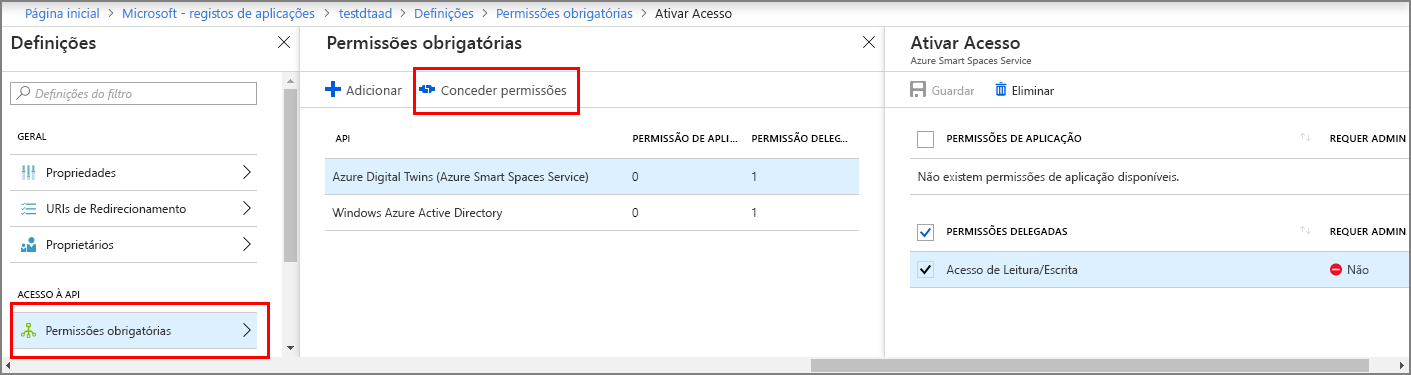 Página inicial > Microsoft - registos de aplicações > testdtaad > Definições > Permissões obrigatórias > Ativar Acesso
Definições
Definições do filtro
GERAL
Propriedades
URIs de Redirecionamento
Proprietários
ACESSO À API
Permissões obrigatórias
Permissões obrigatórias
Adicionar
Conceder permissões
API PERMISSÃO DE APLI... PERMISSÃO DELEG...
Azure Digital Twins (Azure Smart Spaces Service) 0 1
Windows Azure Active Directory 0 1
Ativar Acesso
Azure Smart Spaces Service
Guardar
Eliminar
PERMISSÕES DE APLICAÇÃO REQUER ADMIN
Não existem permissões de aplicação disponíveis.
PERMISSÕES DELEGADAS REQUER ADMIN
Acesso de Leitura/Escrita Não